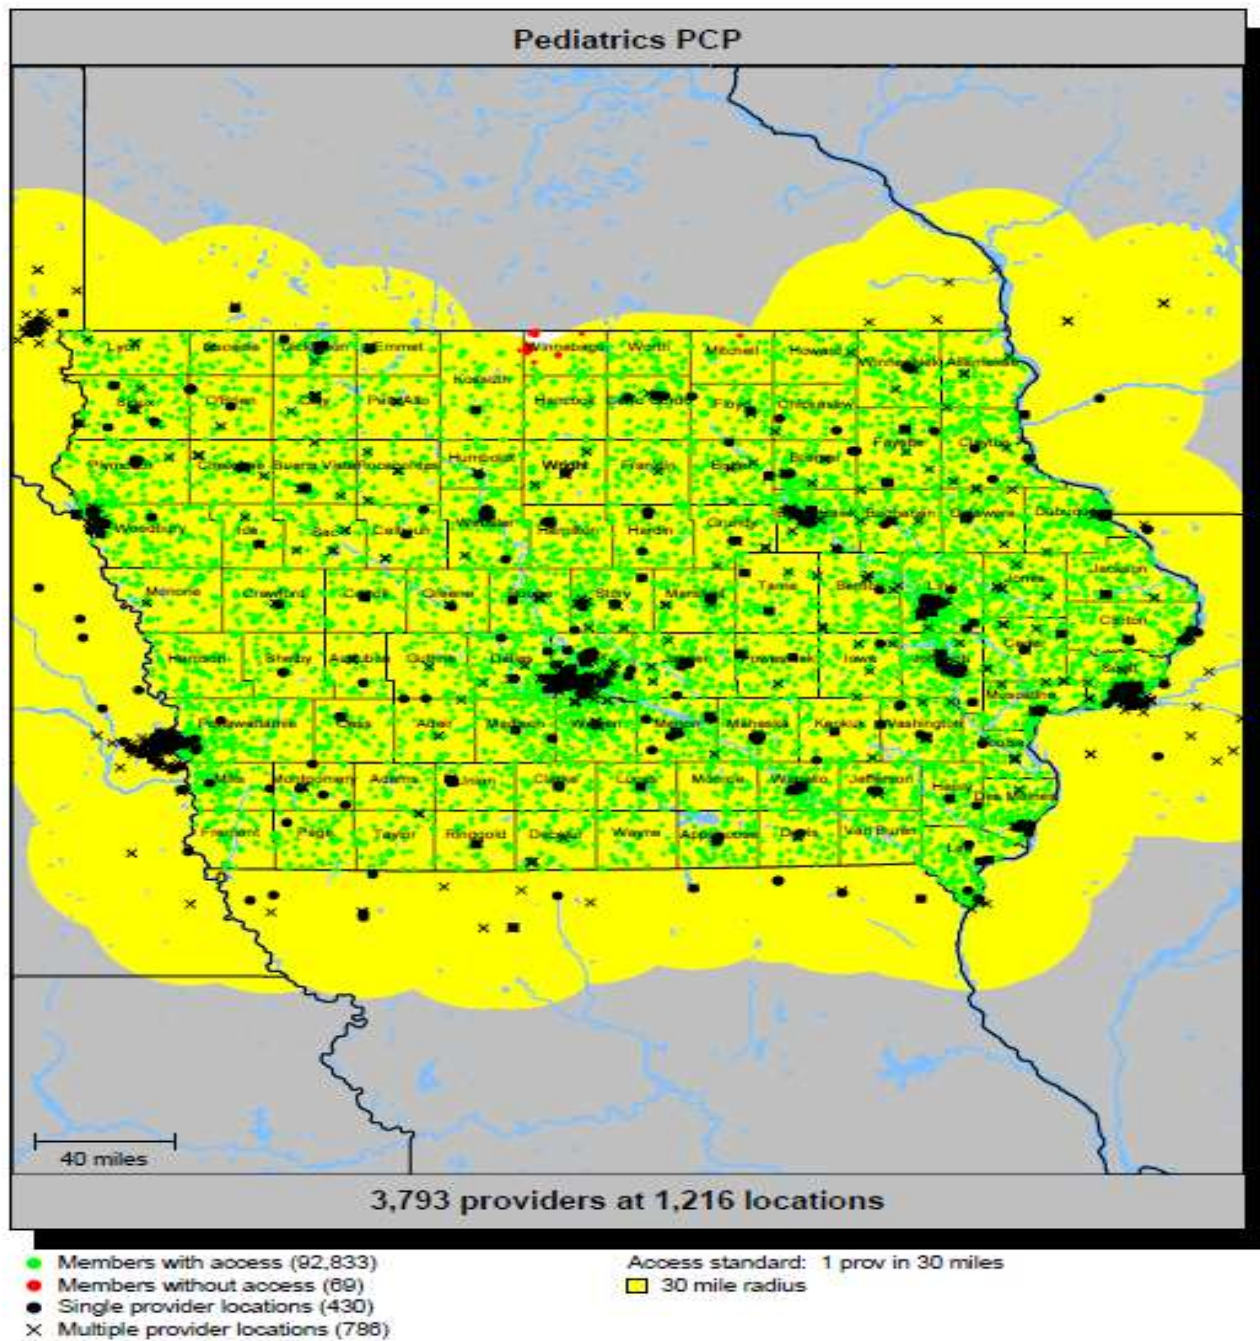 Pediatrics PCP
Lyon Osceola Dickinson Emmet Winnebago Worth Mitchell Howard Winneshiek Allamakee
Kossuth
Sioux O'Brien Clay Palo Alto Hancock Cerro Gordo Floyd Chickasaw
Fayette Clayton
Plymouth Cherokee Buena Vista Pocahontas Humboldt Wright Franklin Butler Bremer
Woodbury Ida Sac Calhoun Webster Hamilton Hardin Grundy Buchanan Delaware Dubuque
Monona Crawford Carroll Greene Boone Story Marshall Tama Benton Linn Jones Jackson
Clinton
Harrison Shelby Audubon Guthrie Dallas Jasper Poweshiek Iowa Johnson Cedar Scott
Muscatine
Pottawattamie Cass Adair Madison Warren Marion Mahaska Keokuk Washington
Louisa
Mills Montgomery Adams Union Clarke Lucas Monroe Wapello Jefferson Henry Des Moines
Fremont Page Taylor Ringgold Decatur Wayne Appanoose Davis Van Buren Lee
40 miles
3,793 providers at 1,216 locations
Members with access (92,833)
Members without access (69)
Single provider locations (430)
Multiple provider locations (786)
Access standard: 1 prov in 30 miles
30 mile radius